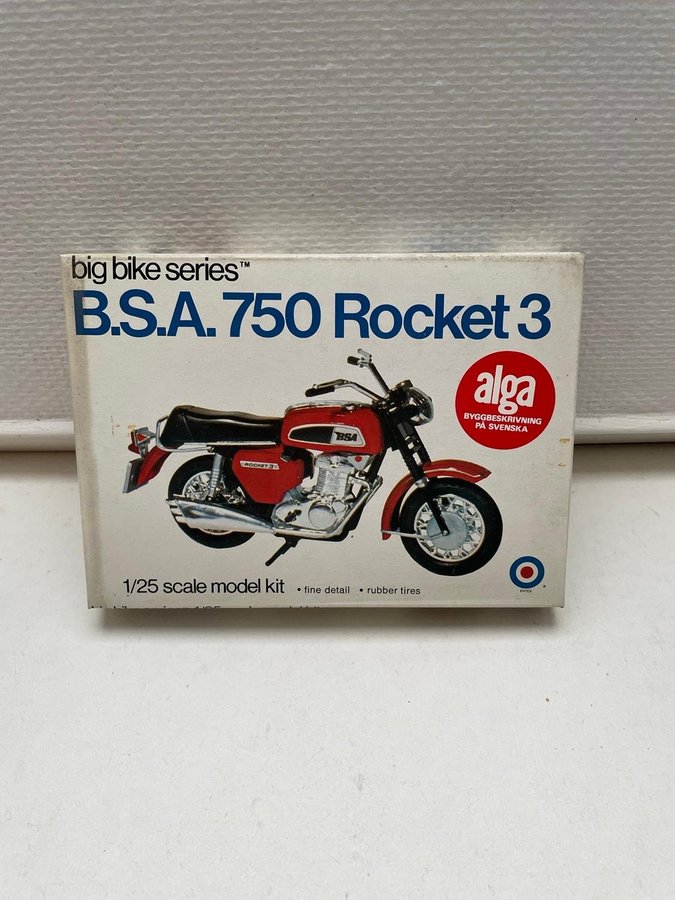 big bike series™
B.S.A. 750 Rocket 3
alga
BYGGBESKRIVNING
PÅ SVENSKA
BSA
ROCKET 3
1/25 scale model kit • fine detail • rubber tires
ENTEX